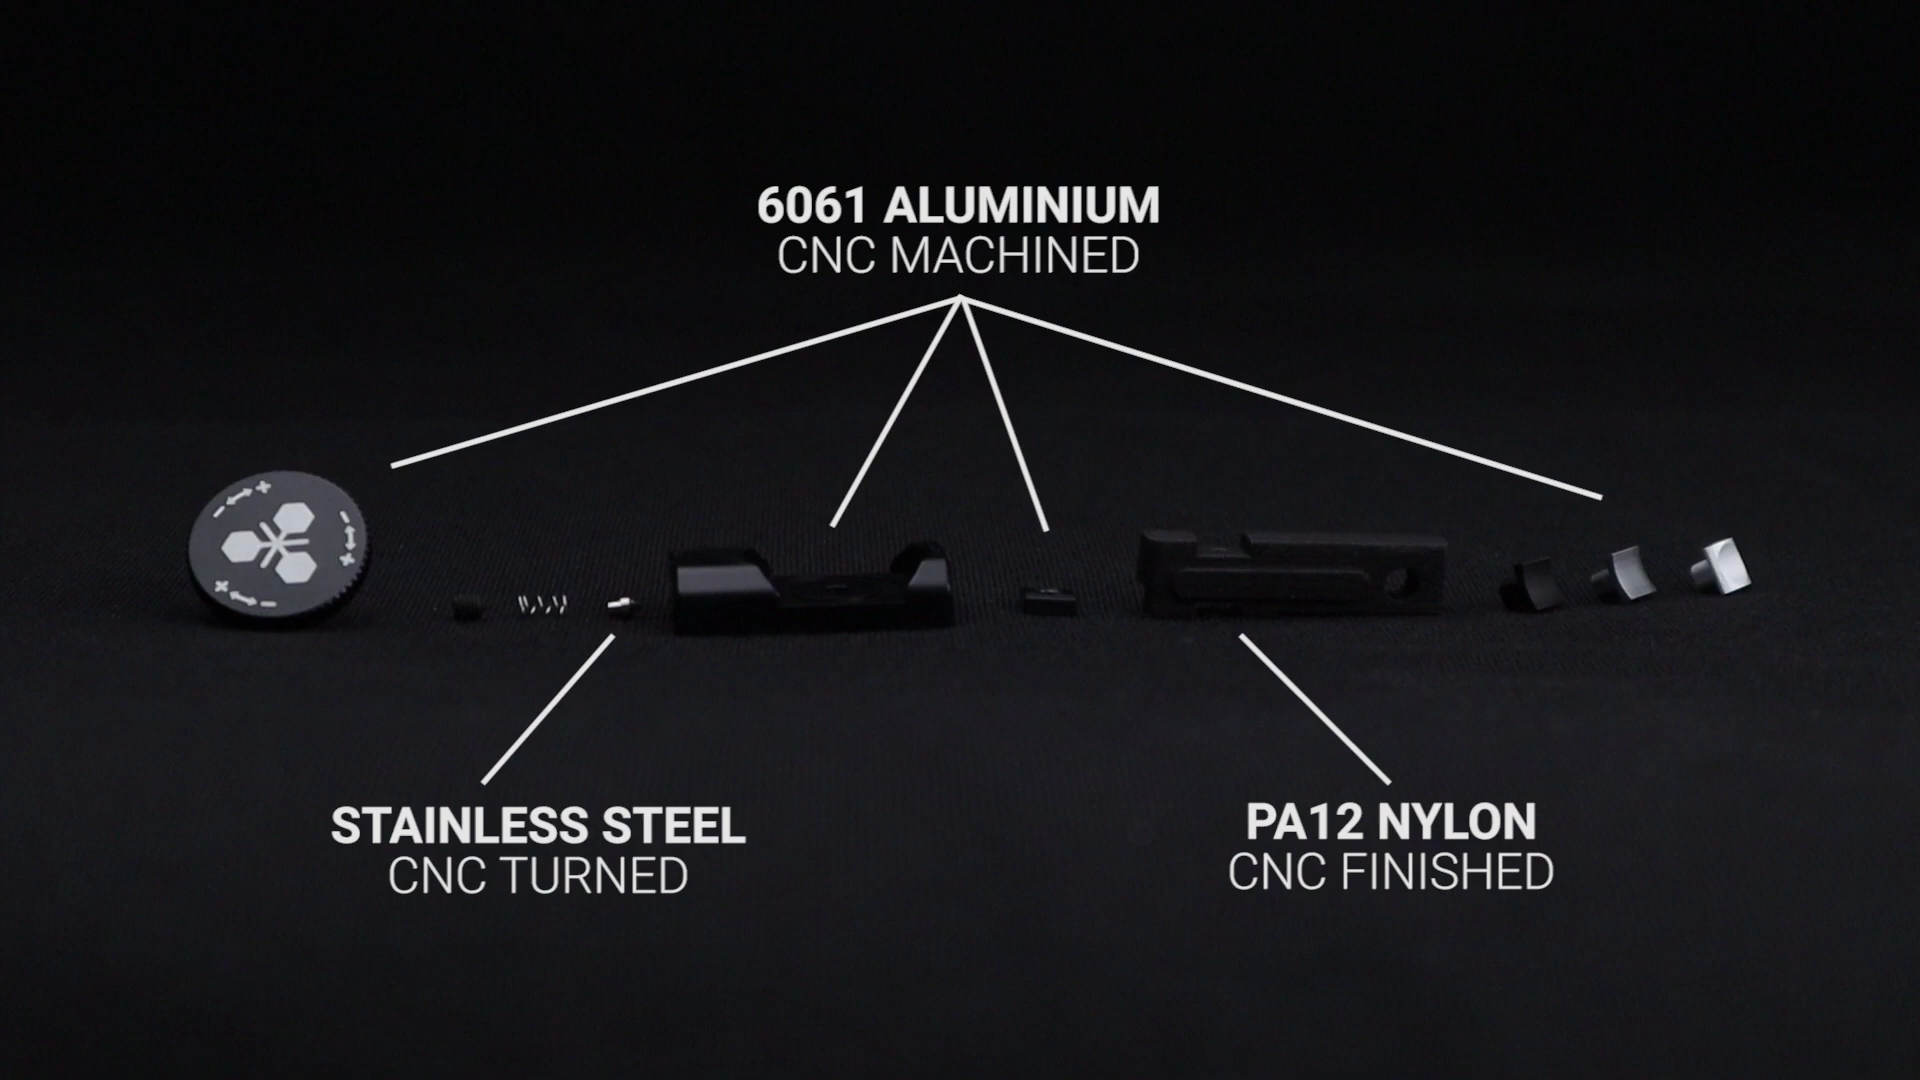 6061 ALUMINIUM
CNC MACHINED
STAINLESS STEEL
CNC TURNED
PA12 NYLON
CNC FINISHED